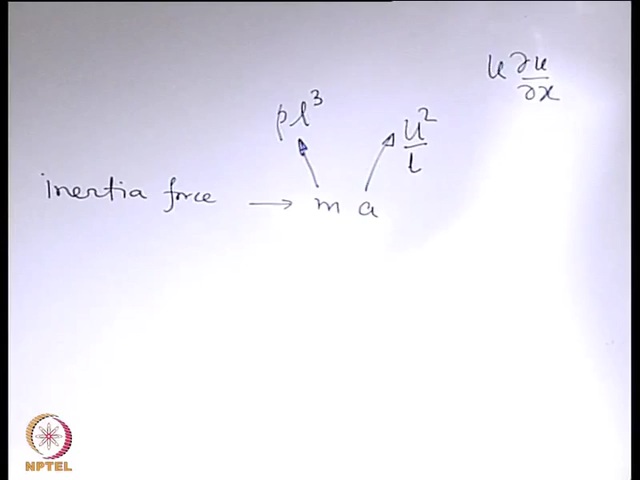 u ∂u/∂x
ρl³
u²/l
inertia force → m a
NPTEL